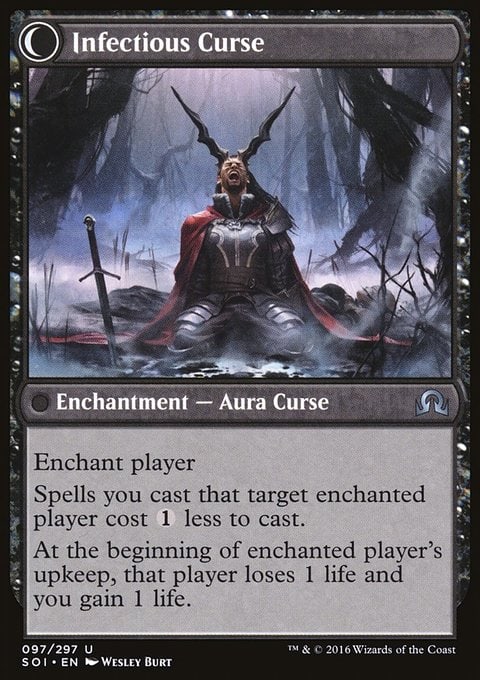 Infectious Curse
Enchantment — Aura Curse
Enchant player
Spells you cast that target enchanted
player cost 1 less to cast.
At the beginning of enchanted player's
upkeep, that player loses 1 life and
you gain 1 life.
097/297 U
SOI • EN Wesley Burt
™ & © 2016 Wizards of the Coast